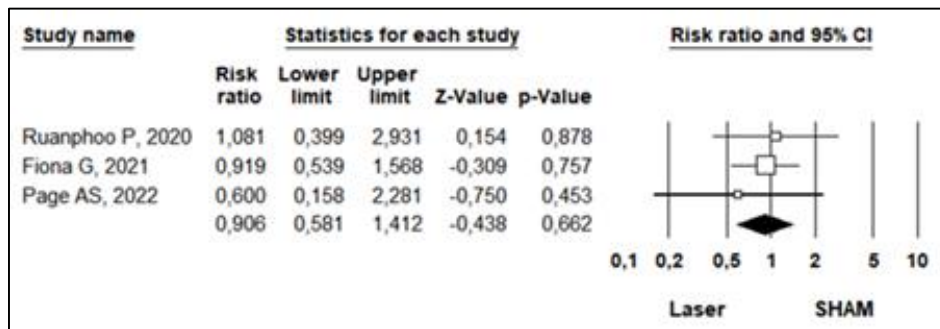 Study name Statistics for each study Risk ratio and 95% CI
Risk ratio Lower limit Upper limit Z-Value p-Value
Ruanphoo P, 2020 1,081 0,399 2,931 0,154 0,878
Fiona G, 2021 0,919 0,539 1,568 -0,309 0,757
Page AS, 2022 0,600 0,158 2,281 -0,750 0,453
0,906 0,581 1,412 -0,438 0,662
0,1 0,2 0,5 1 2 5 10
Laser SHAM